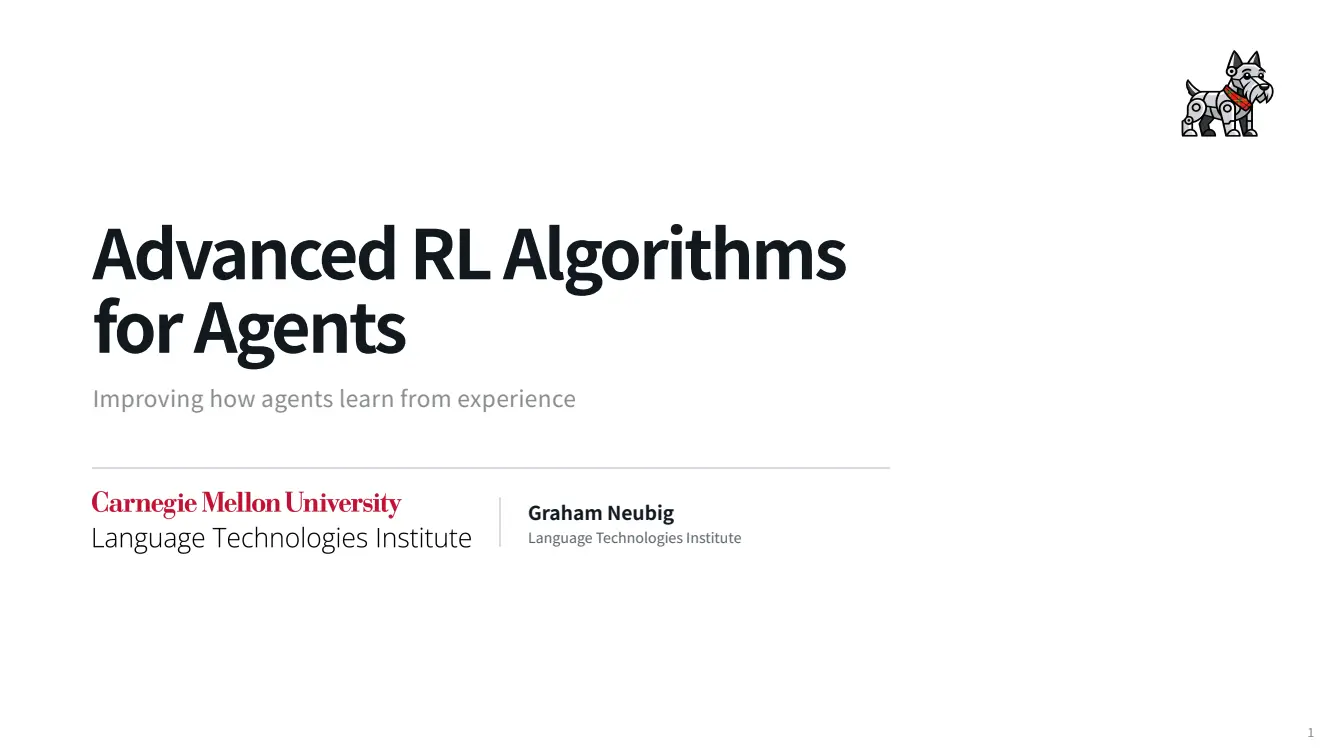 Advanced RL Algorithms
for Agents
Improving how agents learn from experience
Carnegie Mellon University
Language Technologies Institute
Graham Neubig
Language Technologies Institute
1